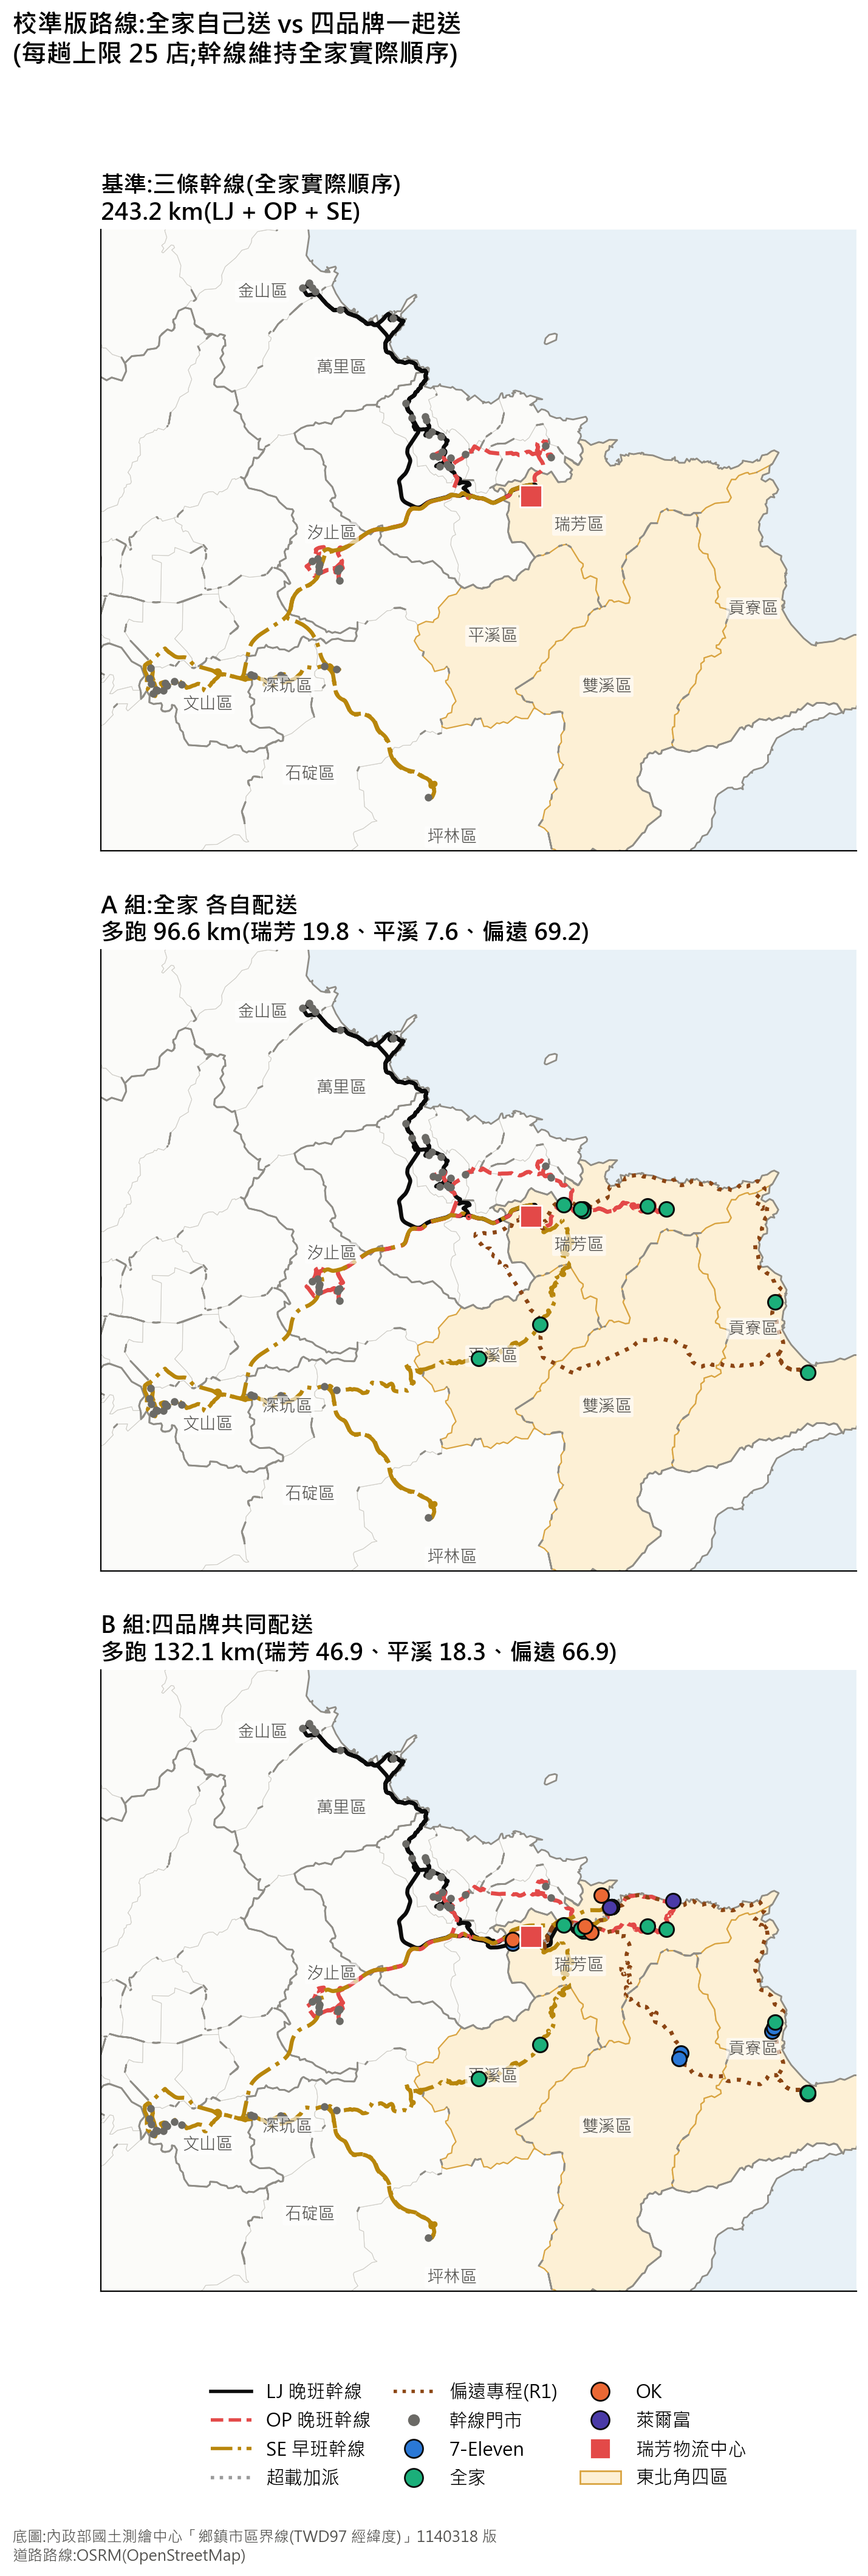 校準版路線:全家自己送 vs 四品牌一起送
(每趟上限 25 店;幹線維持全家實際順序)
基準:三條幹線(全家實際順序)
243.2 km(LJ + OP + SE)
金山區
萬里區
汐止區
瑞芳區
貢寮區
平溪區
雙溪區
深坑區
文山區
石碇區
坪林區
A 組:全家 各自配送
多跑 96.6 km(瑞芳 19.8、平溪 7.6、偏遠 69.2)
金山區
萬里區
瑞芳區
汐止區
貢寮區
平溪區
雙溪區
深坑區
文山區
石碇區
坪林區
B 組:四品牌共同配送
多跑 132.1 km(瑞芳 46.9、平溪 18.3、偏遠 66.9)
金山區
萬里區
瑞芳區
汐止區
貢寮區
平溪區
雙溪區
深坑區
文山區
石碇區
坪林區
LJ 晚班幹線
OP 晚班幹線
SE 早班幹線
超載加派
偏遠專程(R1)
幹線門市
7-Eleven
全家
OK
萊爾富
瑞芳物流中心
東北角四區
底圖:內政部國土測繪中心「鄉鎮市區界線(TWD97 經緯度)」1140318 版
道路路線:OSRM(OpenStreetMap)